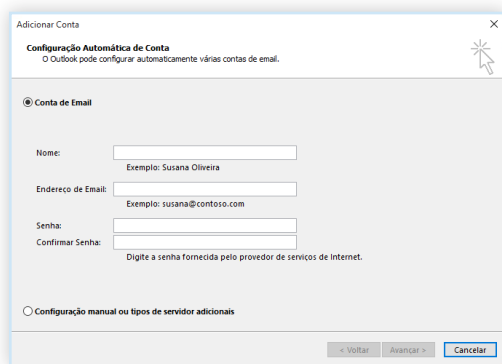 Adicionar Conta
Configuração Automática de Conta
O Outlook pode configurar automaticamente várias contas de email.
Conta de Email
Nome:
Exemplo: Susana Oliveira
Endereço de Email:
Exemplo: susana@contoso.com
Senha:
Confirmar Senha:
Digite a senha fornecida pelo provedor de serviços de Internet.
Configuração manual ou tipos de servidor adicionais
< Voltar Avançar > Cancelar